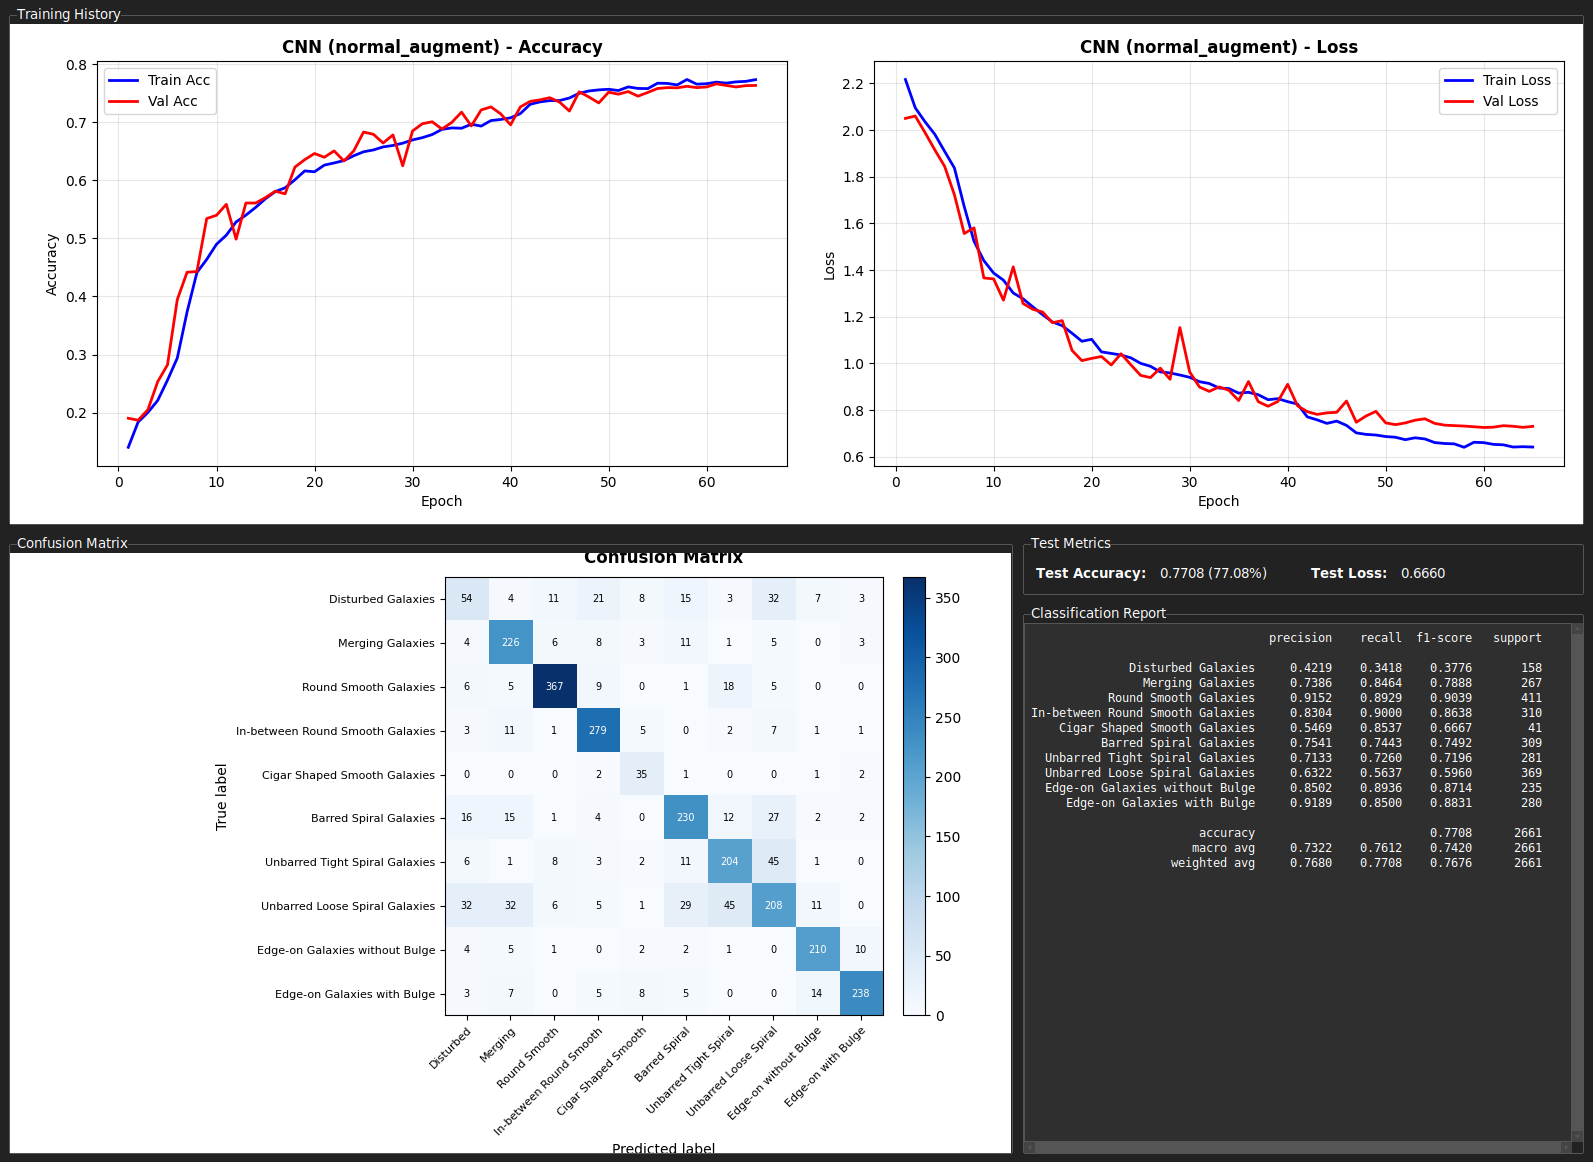 Training History
CNN (normal_augment) - Accuracy
Train Acc
Val Acc
0.8
0.7
0.6
0.5
0.4
0.3
0.2
Accuracy
0 10 20 30 40 50 60
Epoch
CNN (normal_augment) - Loss
Train Loss
Val Loss
2.2
2.0
1.8
1.6
1.4
1.2
1.0
0.8
0.6
Loss
0 10 20 30 40 50 60
Epoch
Confusion Matrix
Confusion Matrix
True label
Disturbed Galaxies 54 4 11 21 8 15 3 32 7 3
Merging Galaxies 4 226 6 8 3 11 1 5 0 3
Round Smooth Galaxies 6 5 367 9 0 1 18 5 0 0
In-between Round Smooth Galaxies 3 11 1 279 5 0 2 7 1 1
Cigar Shaped Smooth Galaxies 0 0 0 2 35 1 0 0 1 2
Barred Spiral Galaxies 16 15 1 4 0 230 12 27 2 2
Unbarred Tight Spiral Galaxies 6 1 8 3 2 11 204 45 1 0
Unbarred Loose Spiral Galaxies 32 32 6 5 1 29 45 208 11 0
Edge-on Galaxies without Bulge 4 5 1 0 2 2 1 0 210 10
Edge-on Galaxies with Bulge 3 7 0 5 8 5 0 0 14 238
Disturbed
Merging
Round Smooth
In-between Round Smooth
Cigar Shaped Smooth
Barred Spiral
Unbarred Tight Spiral
Unbarred Loose Spiral
Edge-on without Bulge
Edge-on with Bulge
Predicted label
350
300
250
200
150
100
50
0
Test Metrics
Test Accuracy: 0.7708 (77.08%) Test Loss: 0.6660
Classification Report
precision recall f1-score support
Disturbed Galaxies 0.4219 0.3418 0.3776 158
Merging Galaxies 0.7386 0.8464 0.7888 267
Round Smooth Galaxies 0.9152 0.8929 0.9039 411
In-between Round Smooth Galaxies 0.8304 0.9000 0.8638 310
Cigar Shaped Smooth Galaxies 0.5469 0.8537 0.6667 41
Barred Spiral Galaxies 0.7541 0.7443 0.7492 309
Unbarred Tight Spiral Galaxies 0.7133 0.7260 0.7196 281
Unbarred Loose Spiral Galaxies 0.6322 0.5637 0.5960 369
Edge-on Galaxies without Bulge 0.8502 0.8936 0.8714 235
Edge-on Galaxies with Bulge 0.9189 0.8500 0.8831 280
accuracy 0.7708 2661
macro avg 0.7322 0.7612 0.7420 2661
weighted avg 0.7680 0.7708 0.7676 2661